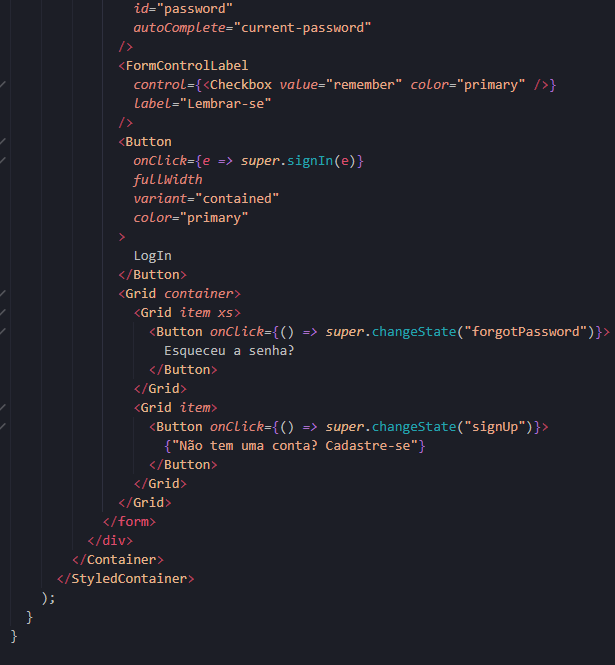 id="password"
autoComplete="current-password"
/>
<FormControlLabel
control={<Checkbox value="remember" color="primary" />}
label="Lembrar-se"
/>
<Button
onClick={e => super.signIn(e)}
fullWidth
variant="contained"
color="primary"
>
LogIn
</Button>
<Grid container>
<Grid item xs>
<Button onClick={() => super.changeState("forgotPassword")}>
Esqueceu a senha?
</Button>
</Grid>
<Grid item>
<Button onClick={() => super.changeState("signUp")}>
{"Não tem uma conta? Cadastre-se"}
</Button>
</Grid>
</Grid>
</form>
</div>
</Container>
</StyledContainer>
);
}
}